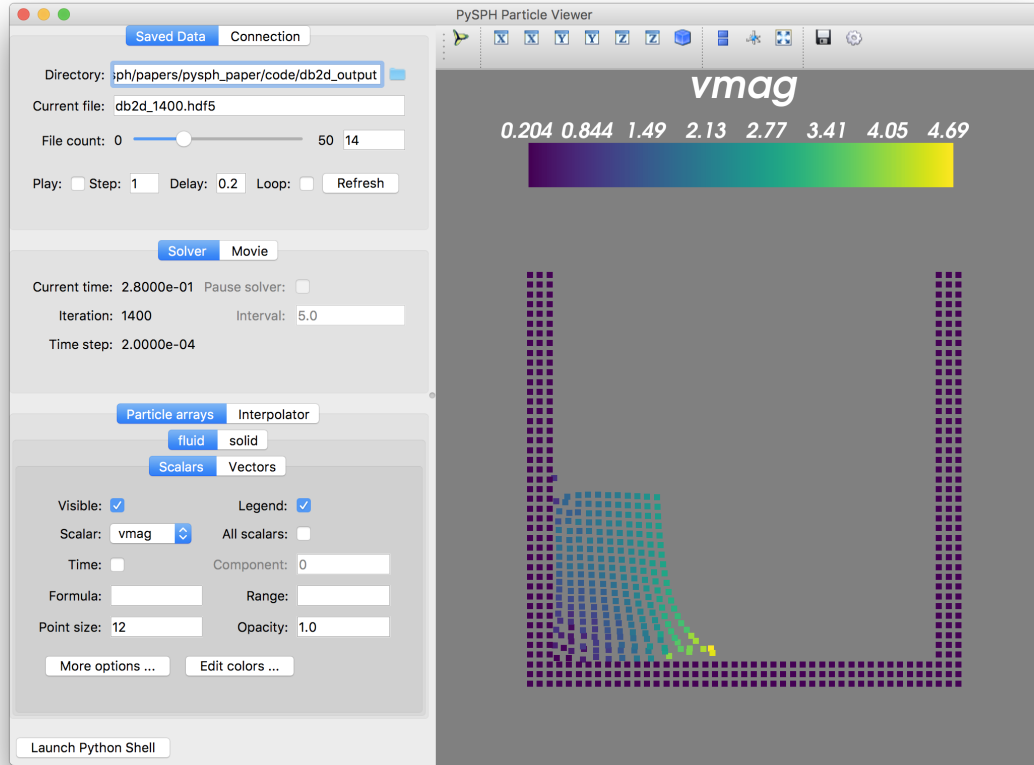 PySPH Particle Viewer
Saved Data Connection
Directory: sph/papers/pysph_paper/code/db2d_output
Current file: db2d_1400.hdf5
File count: 0 50 14
Play: Step: 1 Delay: 0.2 Loop: Refresh
Solver Movie
Current time: 2.8000e-01 Pause solver:
Iteration: 1400 Interval: 5.0
Time step: 2.0000e-04
Particle arrays Interpolator
fluid solid
Scalars Vectors
Visible: Legend:
Scalar: vmag All scalars:
Time: Component: 0
Formula: Range:
Point size: 12 Opacity: 1.0
More options ... Edit colors ...
Launch Python Shell
X X Y Y Z Z
vmag
0.204 0.844 1.49 2.13 2.77 3.41 4.05 4.69